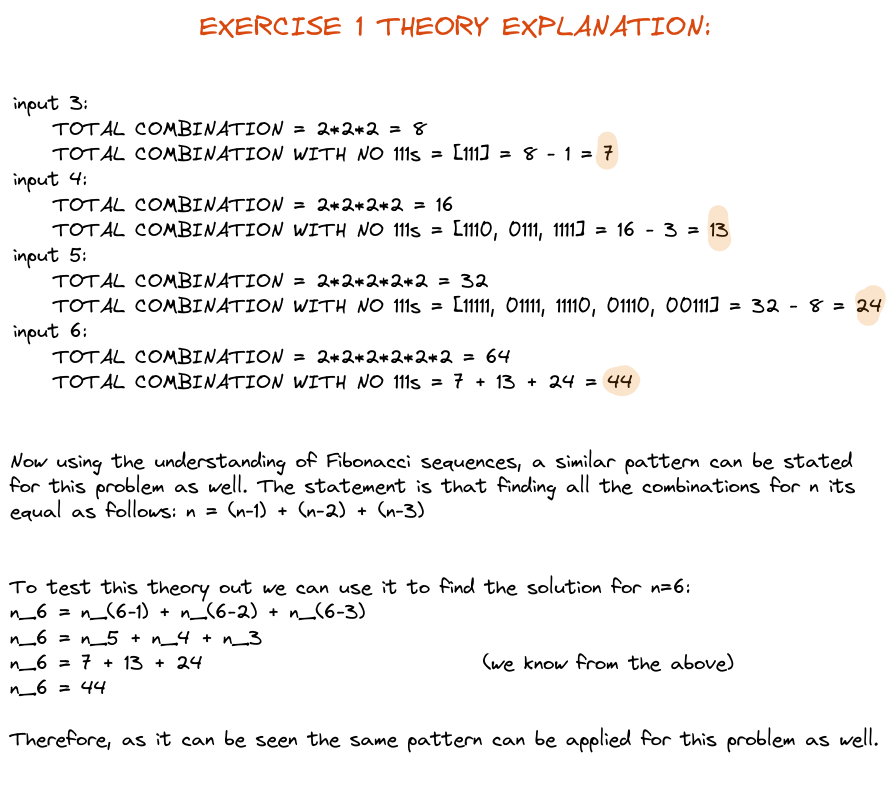 EXERCISE 1 THEORY EXPLANATION:
input 3:
TOTAL COMBINATION = 2*2*2 = 8
TOTAL COMBINATION WITH NO 111s = [111] = 8 - 1 = 7
input 4:
TOTAL COMBINATION = 2*2*2*2 = 16
TOTAL COMBINATION WITH NO 111s = [1110, 0111, 1111] = 16 - 3 = 13
input 5:
TOTAL COMBINATION = 2*2*2*2*2 = 32
TOTAL COMBINATION WITH NO 111s = [11111, 01111, 11110, 01110, 00111] = 32 - 8 = 24
input 6:
TOTAL COMBINATION = 2*2*2*2*2*2 = 64
TOTAL COMBINATION WITH NO 111s = 7 + 13 + 24 = 44
Now using the understanding of Fibonacci sequences, a similar pattern can be stated
for this problem as well. The statement is that finding all the combinations for n its
equal as follows: n = (n-1) + (n-2) + (n-3)
To test this theory out we can use it to find the solution for n=6:
n_6 = n_(6-1) + n_(6-2) + n_(6-3)
n_6 = n_5 + n_4 + n_3
n_6 = 7 + 13 + 24 (we know from the above)
n_6 = 44
Therefore, as it can be seen the same pattern can be applied for this problem as well.